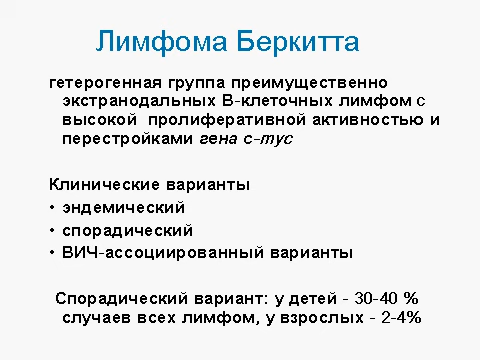 Лимфома Беркитта
гетерогенная группа преимущественно
экстранодальных В-клеточных лимфом с
высокой пролиферативной активностью и
перестройками гена c-myc
Клинические варианты
• эндемический
• спорадический
• ВИЧ-ассоциированный варианты
Спорадический вариант: у детей - 30-40 %
случаев всех лимфом, у взрослых - 2-4%